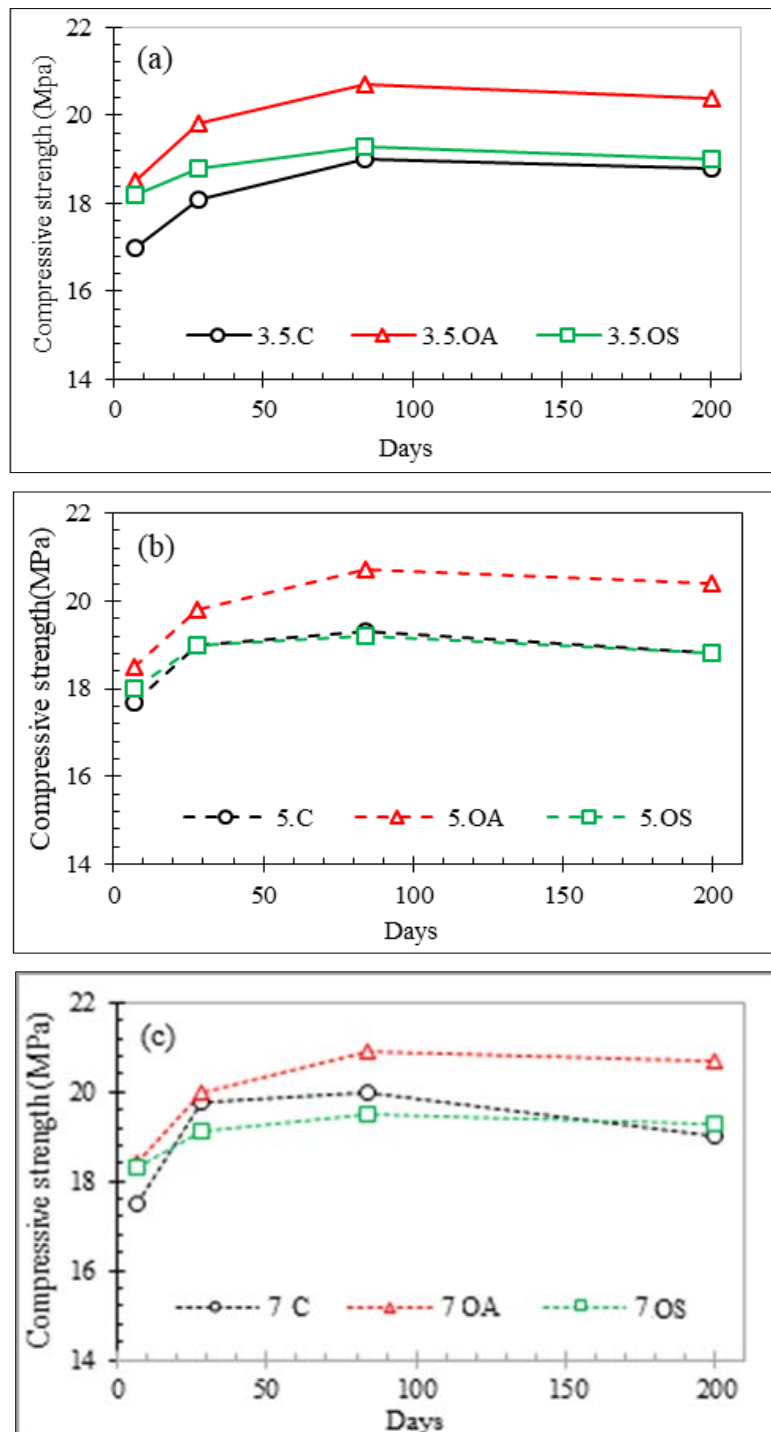 (a)
Compressive strength (Mpa)
22
20
18
16
14
3.5.C 3.5.OA 3.5.OS
0 50 100 150 200
Days
(b)
Compressive strength(MPa)
22
20
18
16
14
5.C 5.OA 5.OS
0 50 100 150 200
Days
(c)
Compressive strength(MPa)
22
20
18
16
14
7 C 7 OA 7.OS
0 50 100 150 200
Days